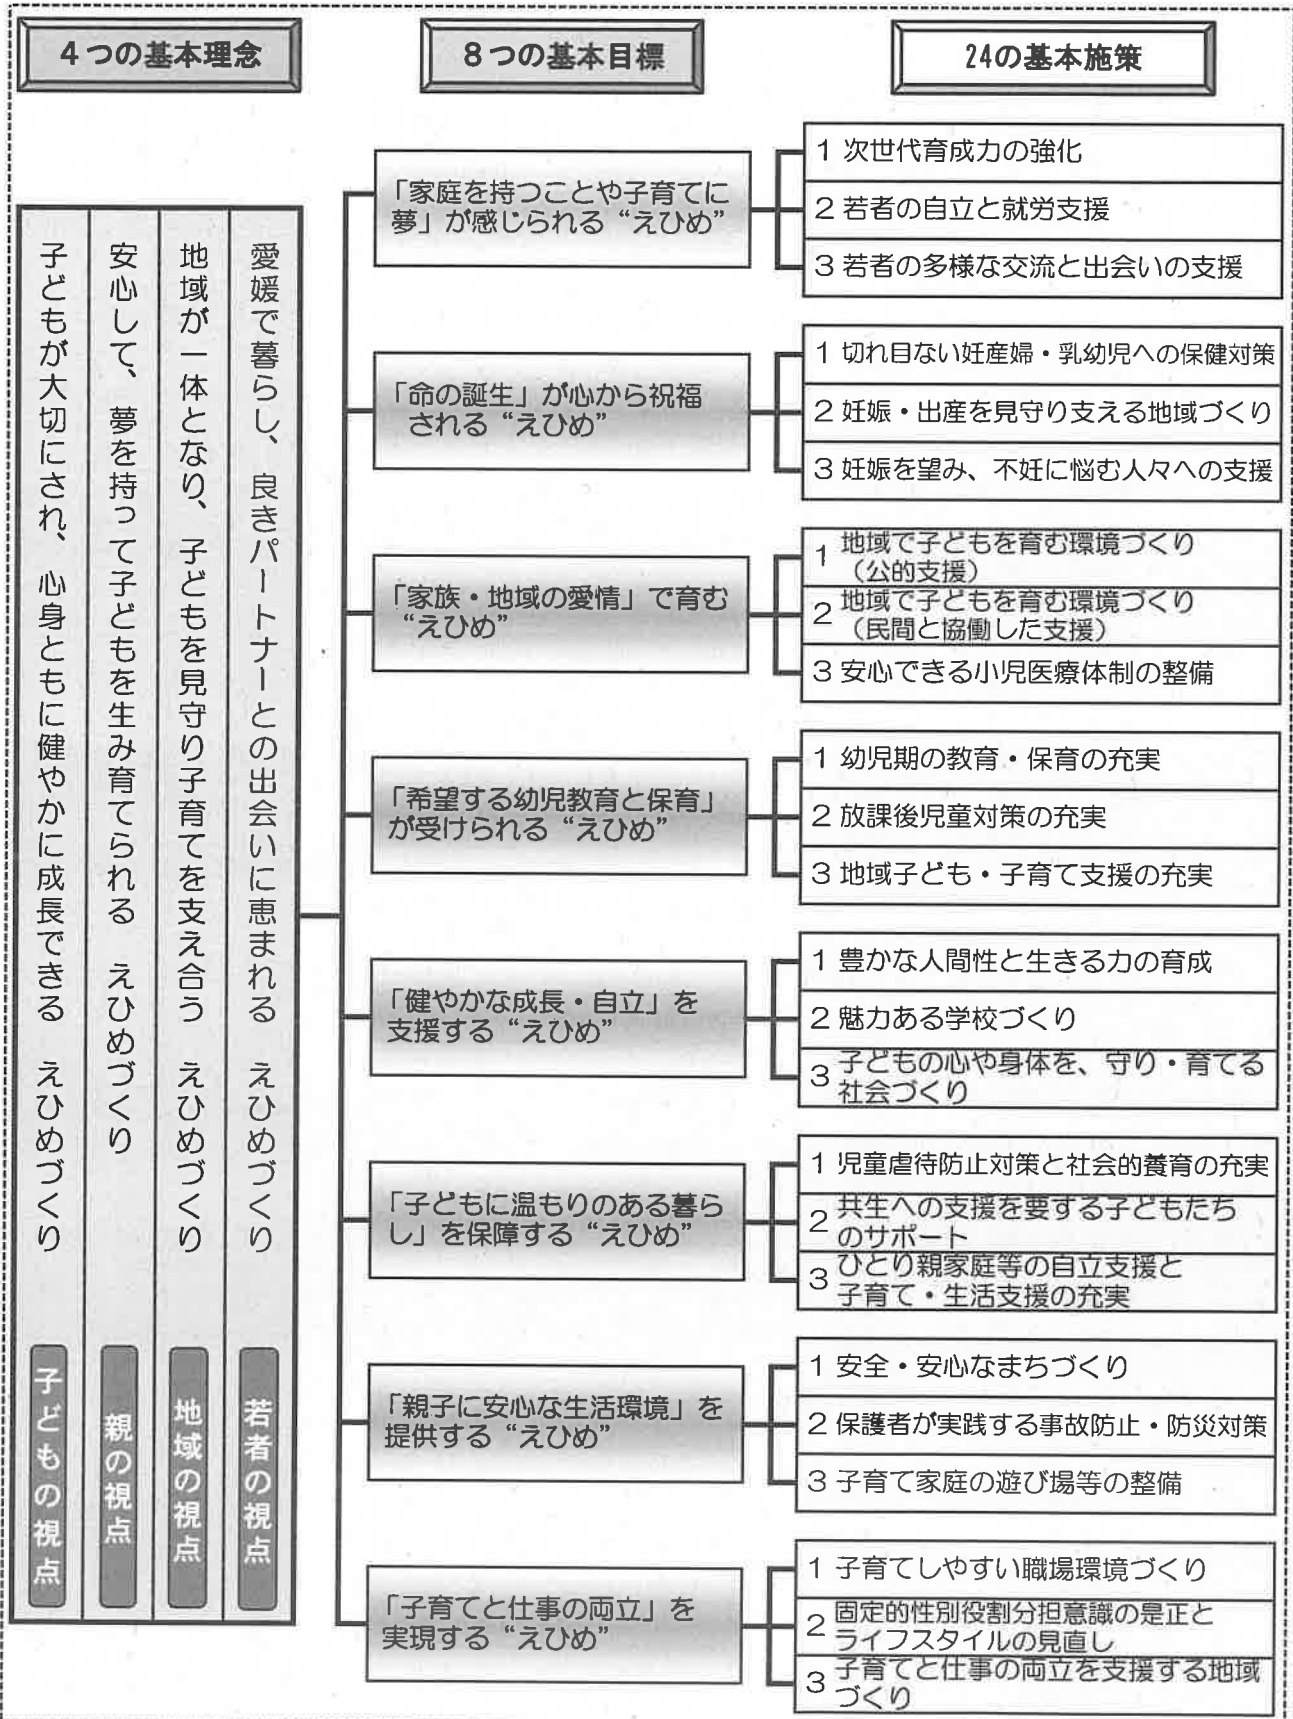 4つの基本理念
8つの基本目標
24の基本施策
愛媛で暮らし、良きパートナーとの出会いに恵まれる　えひめづくり
若者の視点
地域が一体となり、子どもを見守り子育てを支え合う　えひめづくり
地域の視点
安心して、夢を持って子どもを生み育てられる　えひめづくり
親の視点
子どもが大切にされ、心身ともに健やかに成長できる　えひめづくり
子どもの視点
「家庭を持つことや子育てに
夢」が感じられる“えひめ”
1 次世代育成力の強化
2 若者の自立と就労支援
3 若者の多様な交流と出会いの支援
「命の誕生」が心から祝福
される“えひめ”
1 切れ目ない妊産婦・乳幼児への保健対策
2 妊娠・出産を見守り支える地域づくり
3 妊娠を望み、不妊に悩む人々への支援
「家族・地域の愛情」で育む
“えひめ”
1 地域で子どもを育む環境づくり
（公的支援）
2 地域で子どもを育む環境づくり
（民間と協働した支援）
3 安心できる小児医療体制の整備
「希望する幼児教育と保育」
が受けられる“えひめ”
1 幼児期の教育・保育の充実
2 放課後児童対策の充実
3 地域子ども・子育て支援の充実
「健やかな成長・自立」を
支援する“えひめ”
1 豊かな人間性と生きる力の育成
2 魅力ある学校づくり
3 子どもの心や身体を、守り・育てる
社会づくり
「子どもに温もりのある暮ら
し」を保障する“えひめ”
1 児童虐待防止対策と社会的養育の充実
2 共生への支援を要する子どもたち
のサポート
3 ひとり親家庭等の自立支援と
子育て・生活支援の充実
「親子に安心な生活環境」を
提供する“えひめ”
1 安全・安心なまちづくり
2 保護者が実践する事故防止・防災対策
3 子育て家庭の遊び場等の整備
「子育てと仕事の両立」を
実現する“えひめ”
1 子育てしやすい職場環境づくり
2 固定的性別役割分担意識の是正と
ライフスタイルの見直し
3 子育てと仕事の両立を支援する地域
づくり